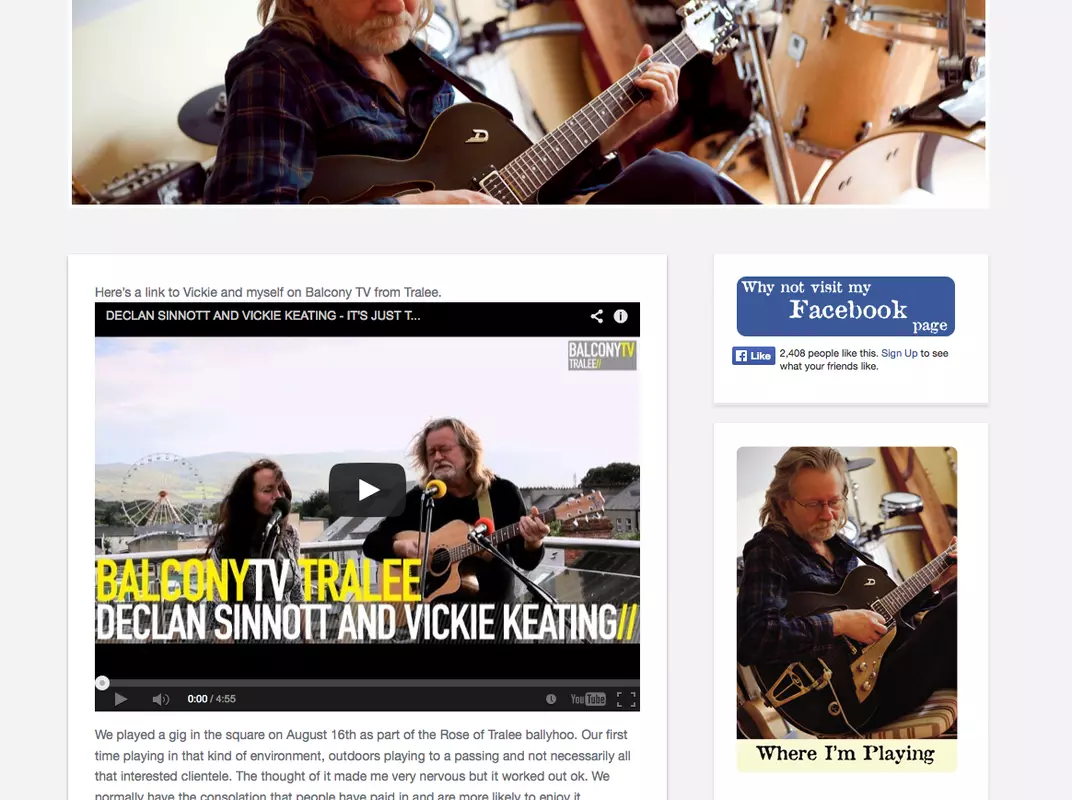 Here's a link to Vickie and myself on Balcony TV from Tralee.
DECLAN SINNOTT AND VICKIE KEATING - IT'S JUST T...
BALCONYTV
TRALEE//
BALCONYTV TRALEE
DECLAN SINNOTT AND VICKIE KEATING//
0:00 / 4:55
YouTube
We played a gig in the square on August 16th as part of the Rose of Tralee ballyhoo. Our first
time playing in that kind of environment, outdoors playing to a passing and not necessarily all
that interested clientele. The thought of it made me very nervous but it worked out ok. We
normally have the consolation that people have paid in and are more likely to enjoy it
Why not visit my
Facebook
page
Like
2,408 people like this. Sign Up to see
what your friends like.
Where I'm Playing